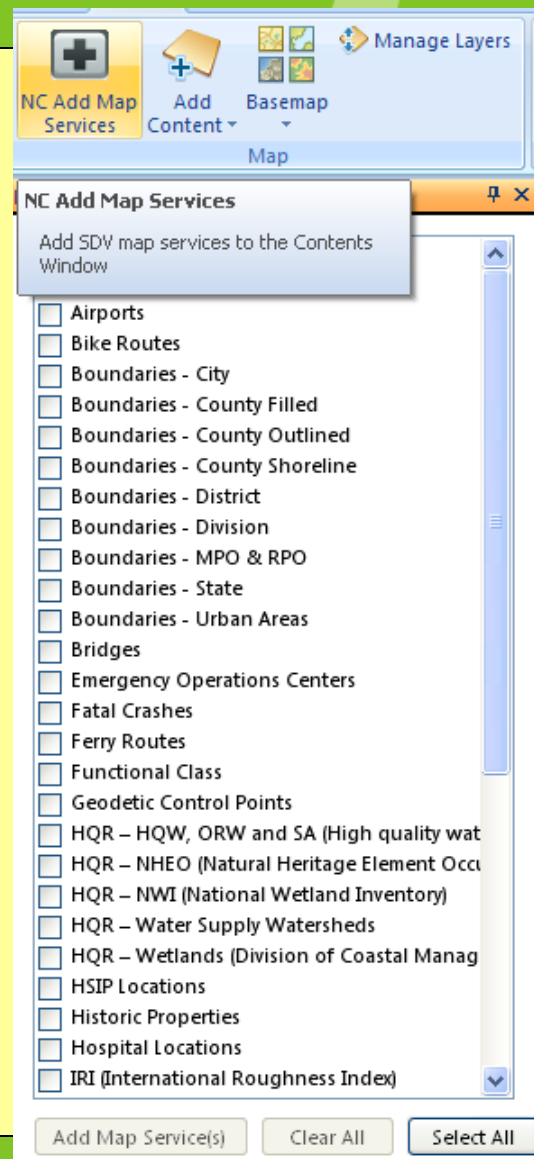 Manage Layers
NC Add Map Services
Add Content
Basemap
Map
NC Add Map Services
Add SDV map services to the Contents
Window
Airports
Bike Routes
Boundaries - City
Boundaries - County Filled
Boundaries - County Outlined
Boundaries - County Shoreline
Boundaries - District
Boundaries - Division
Boundaries - MPO & RPO
Boundaries - State
Boundaries - Urban Areas
Bridges
Emergency Operations Centers
Fatal Crashes
Ferry Routes
Functional Class
Geodetic Control Points
HQR – HQW, ORW and SA (High quality wat
HQR – NHEO (Natural Heritage Element Occu
HQR – NWI (National Wetland Inventory)
HQR – Water Supply Watersheds
HQR – Wetlands (Division of Coastal Manag
HSIP Locations
Historic Properties
Hospital Locations
IRI (International Roughness Index)
Add Map Service(s)
Clear All
Select All